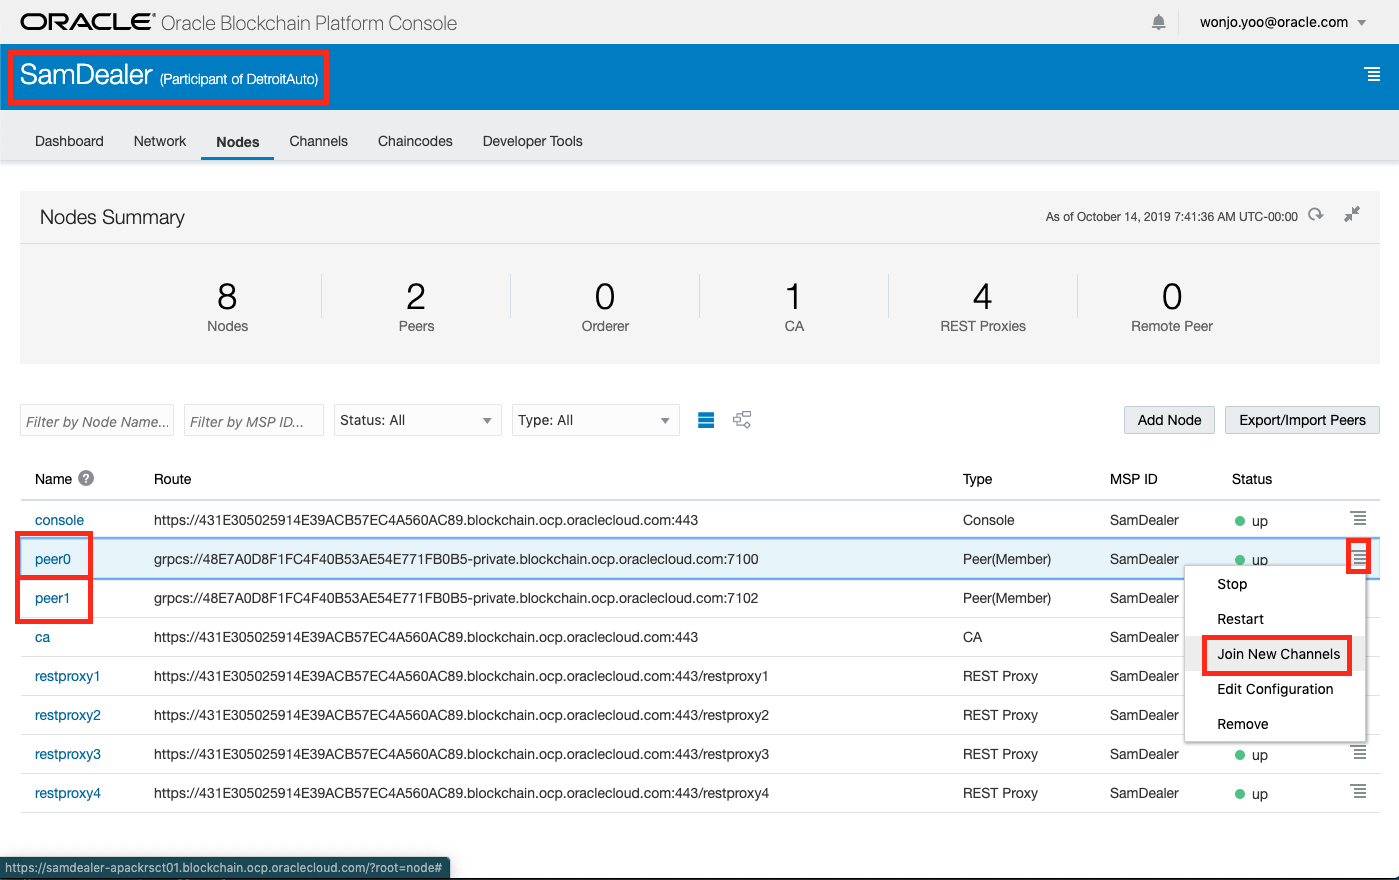 ORACLE® Oracle Blockchain Platform Console
wonjo.yoo@oracle.com
SamDealer (Participant of DetroitAuto)
Dashboard Network Nodes Channels Chaincodes Developer Tools
Nodes Summary
As of October 14, 2019 7:41:36 AM UTC-00:00
8 2 0 1 4 0
Nodes Peers Orderer CA REST Proxies Remote Peer
Filter by Node Name... Filter by MSP ID... Status: All Type: All Add Node Export/Import Peers
Name ? Route Type MSP ID Status
console https://431E305025914E39ACB57EC4A560AC89.blockchain.ocp.oraclecloud.com:443 Console SamDealer up
peer0 grpcs://48E7A0D8F1FC4F40B53AE54E771FB0B5-private.blockchain.ocp.oraclecloud.com:7100 Peer(Member) SamDealer up
Stop
peer1 grpcs://48E7A0D8F1FC4F40B53AE54E771FB0B5-private.blockchain.ocp.oraclecloud.com:7102 Peer(Member) SamDealer
Restart
ca https://431E305025914E39ACB57EC4A560AC89.blockchain.ocp.oraclecloud.com:443 CA SamDealer
Join New Channels
restproxy1 https://431E305025914E39ACB57EC4A560AC89.blockchain.ocp.oraclecloud.com:443/restproxy1 REST Proxy SamDealer
Edit Configuration
restproxy2 https://431E305025914E39ACB57EC4A560AC89.blockchain.ocp.oraclecloud.com:443/restproxy2 REST Proxy SamDealer
Remove
restproxy3 https://431E305025914E39ACB57EC4A560AC89.blockchain.ocp.oraclecloud.com:443/restproxy3 REST Proxy SamDealer up
restproxy4 https://431E305025914E39ACB57EC4A560AC89.blockchain.ocp.oraclecloud.com:443/restproxy4 REST Proxy SamDealer up
https://samdealer-apackrsct01.blockchain.ocp.oraclecloud.com/?root=node#